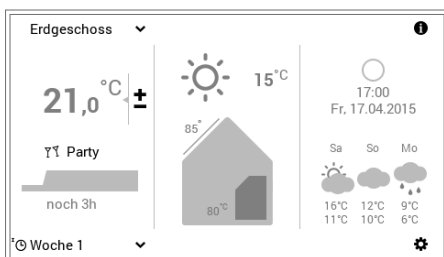 Erdgeschoss
21,0 °C ±
Party
noch 3h
Woche 1
15°C
85°
80°C
17:00
Fr, 17.04.2015
Sa So Mo
16°C 12°C 9°C
11°C 10°C 6°C